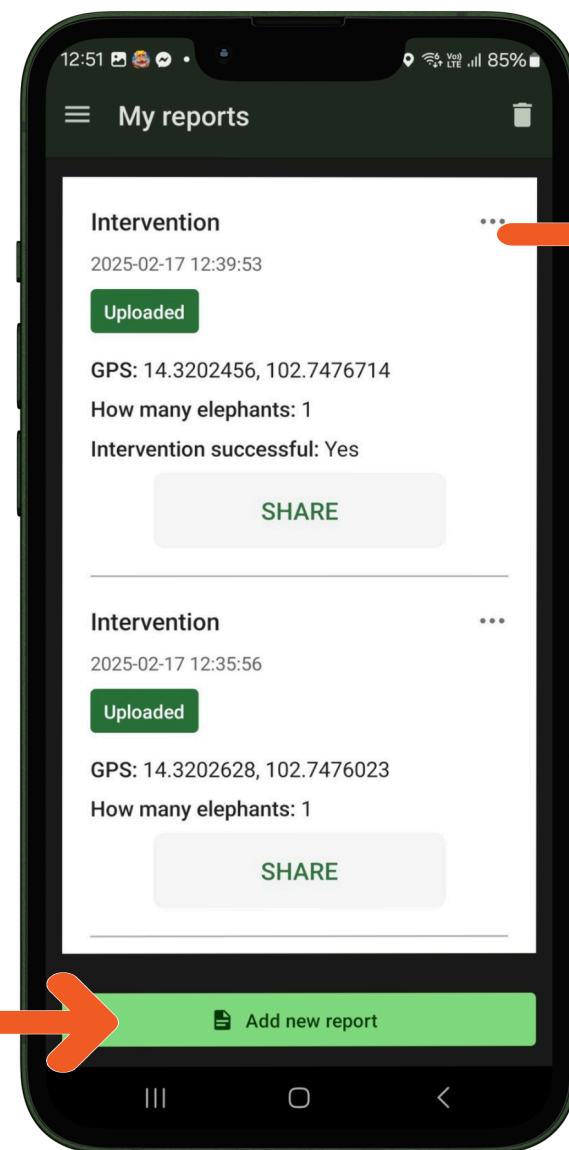 12:51 85%
My reports
Intervention
2025-02-17 12:39:53
Uploaded
GPS: 14.3202456, 102.7476714
How many elephants: 1
Intervention successful: Yes
SHARE
Intervention
2025-02-17 12:35:56
Uploaded
GPS: 14.3202628, 102.7476023
How many elephants: 1
SHARE
Add new report